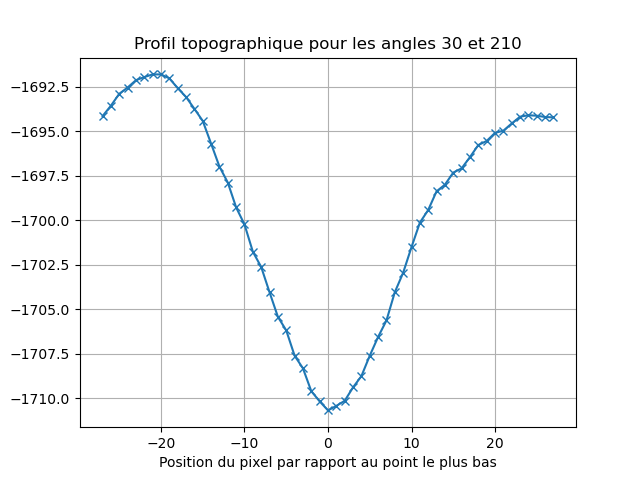 Profil topographique pour les angles 30 et 210
−1692.5
−1695.0
−1697.5
−1700.0
−1702.5
−1705.0
−1707.5
−1710.0
−20 −10 0 10 20
Position du pixel par rapport au point le plus bas